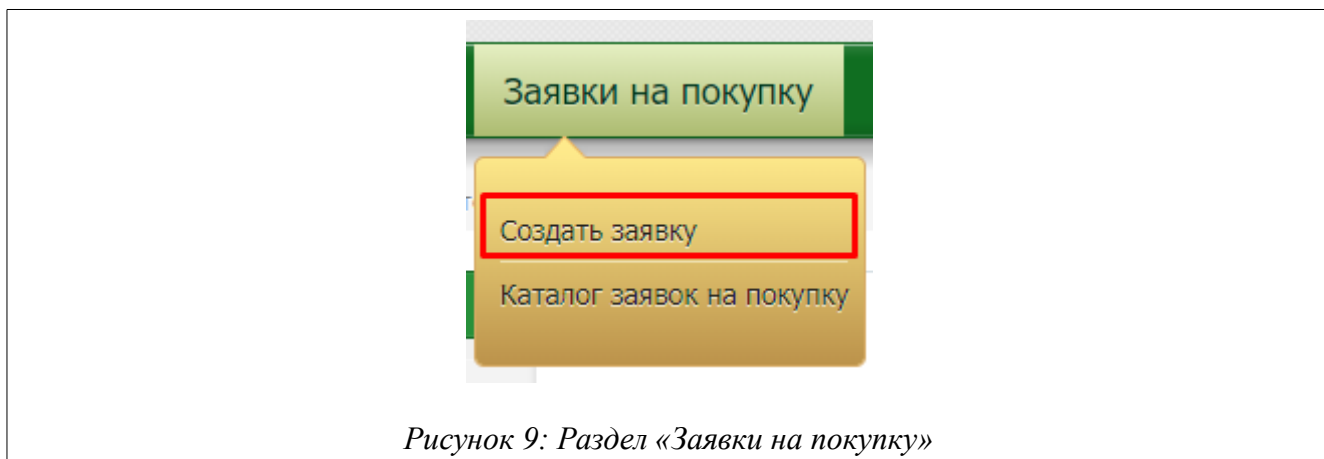 Заявки на покупку
Создать заявку
Каталог заявок на покупку
Рисунок 9: Раздел «Заявки на покупку»